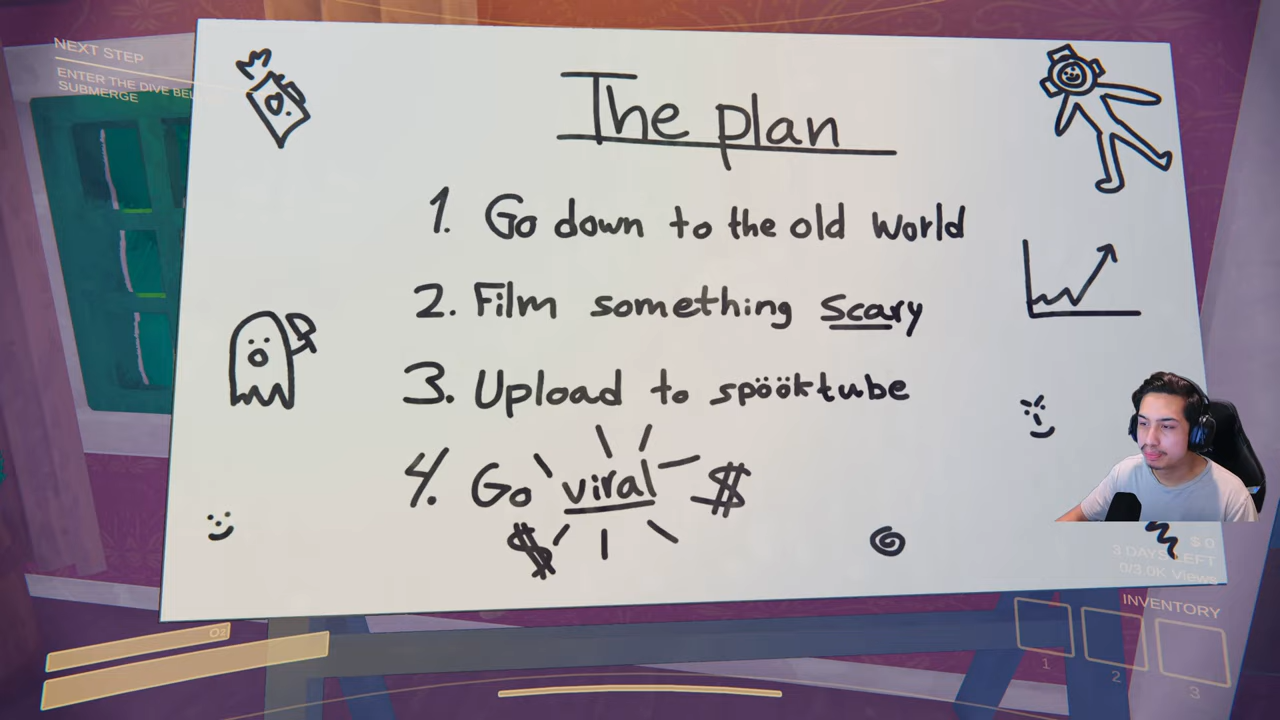 NEXT STEP
ENTER THE DIVE BEL
SUBMERGE
The plan
1. Go down to the old world
2. Film something scary
3. Upload to spöök tube
4. Go viral $
$
$ 0
3 DAYS LEFT
0/3.0K Views
O2
INVENTORY
1
2
3